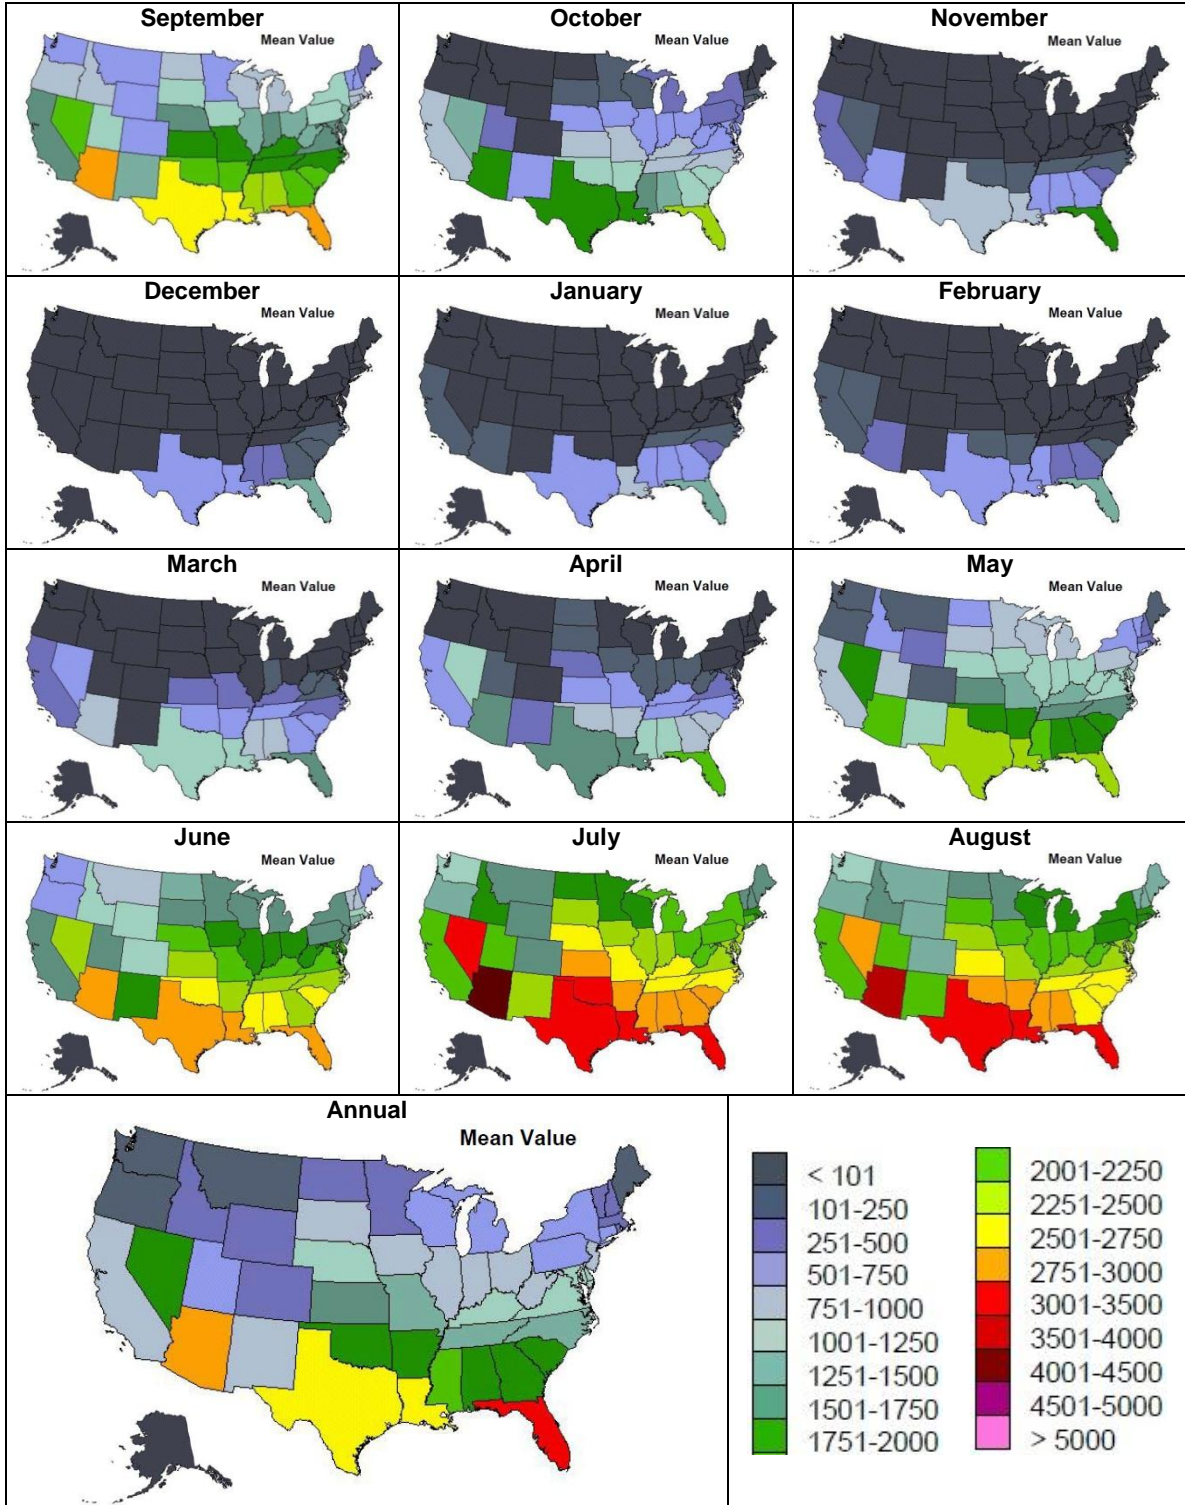 September
Mean Value
October
Mean Value
November
Mean Value
December
Mean Value
January
Mean Value
February
Mean Value
March
Mean Value
April
Mean Value
May
Mean Value
June
Mean Value
July
Mean Value
August
Mean Value
Annual
Mean Value
< 101
101-250
251-500
501-750
751-1000
1001-1250
1251-1500
1501-1750
1751-2000
2001-2250
2251-2500
2501-2750
2751-3000
3001-3500
3501-4000
4001-4500
4501-5000
> 5000